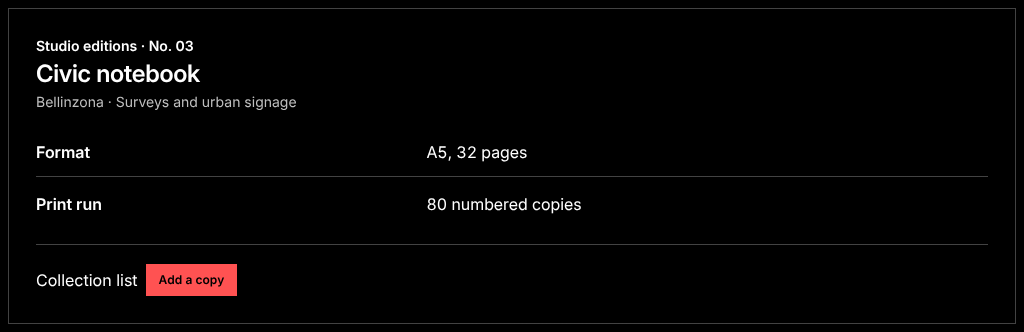 Studio editions · No. 03
Civic notebook
Bellinzona · Surveys and urban signage
Format A5, 32 pages
Print run 80 numbered copies
Collection list Add a copy